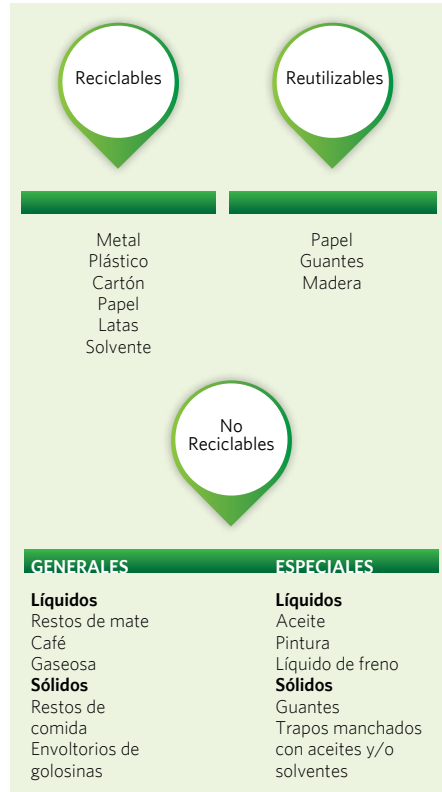 Reciclables
Reutilizables
Metal
Plástico
Cartón
Papel
Latas
Solvente
Papel
Guantes
Madera
No
Reciclables
GENERALES
Líquidos
Restos de mate
Café
Gaseosa
Sólidos
Restos de
comida
Envoltorios de
golosinas
ESPECIALES
Líquidos
Aceite
Pintura
Líquido de freno
Sólidos
Guantes
Trapos manchados
con aceites y/o
solventes